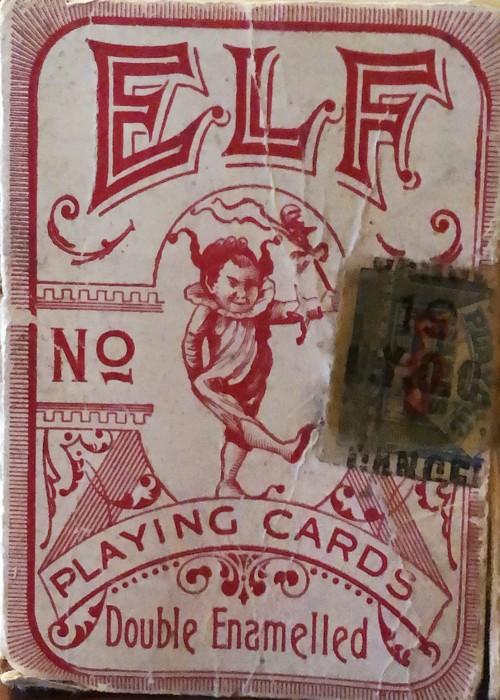 ELF
No
PLAYING CARDS
Double Enamelled